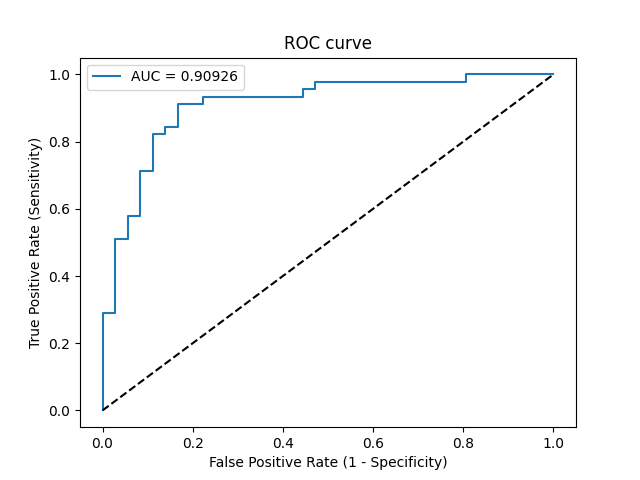 ROC curve
AUC = 0.90926
True Positive Rate (Sensitivity)
1.0
0.8
0.6
0.4
0.2
0.0
0.0 0.2 0.4 0.6 0.8 1.0
False Positive Rate (1 - Specificity)